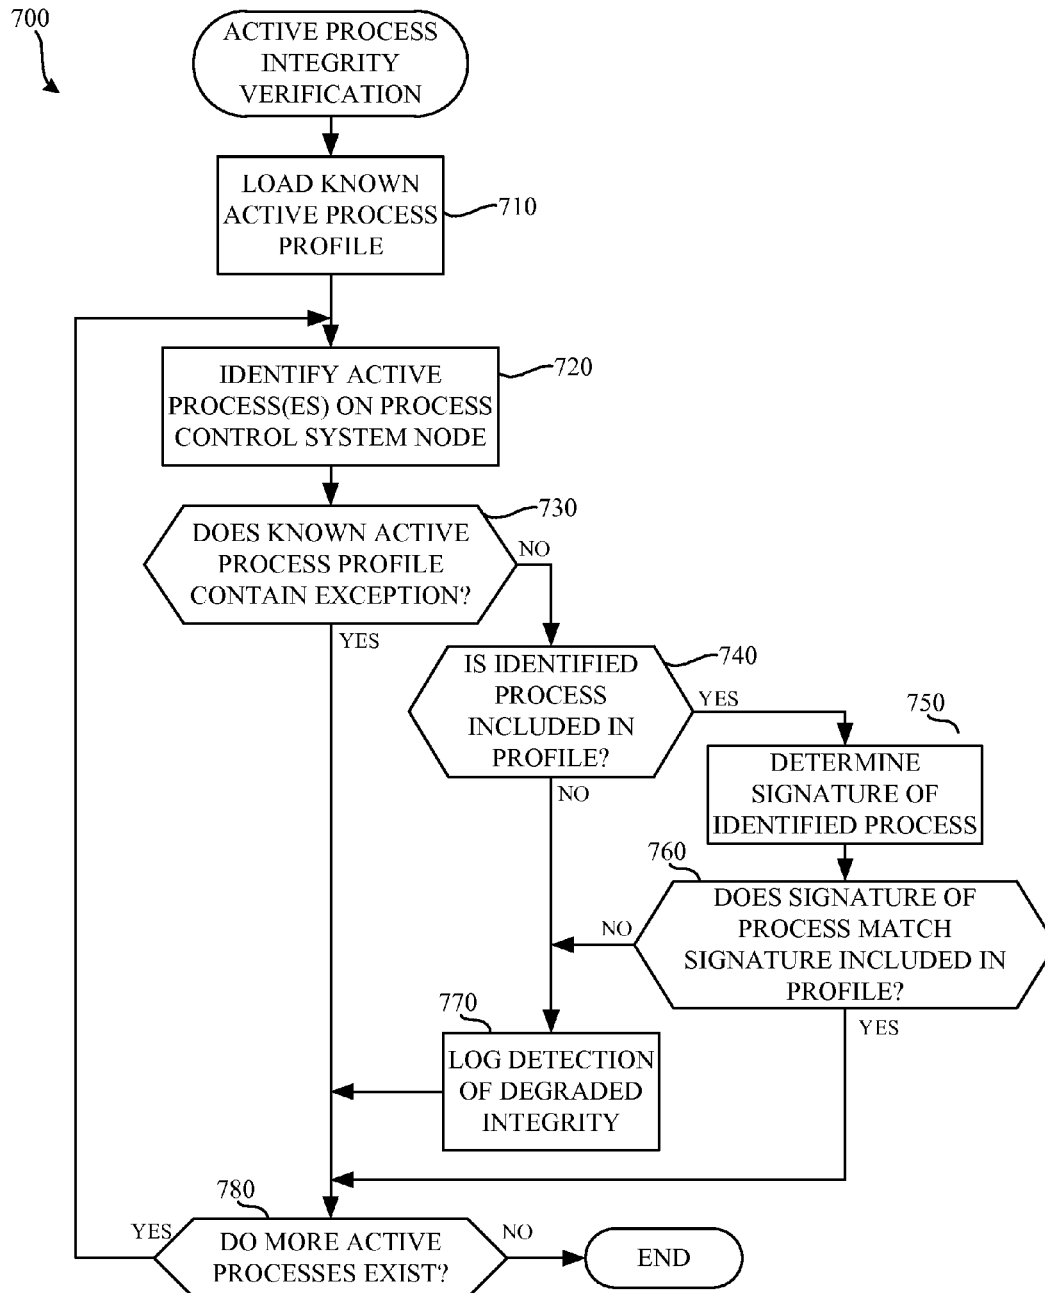 700
ACTIVE PROCESS
INTEGRITY
VERIFICATION
LOAD KNOWN
ACTIVE PROCESS
PROFILE
710
IDENTIFY ACTIVE
PROCESS(ES) ON PROCESS
CONTROL SYSTEM NODE
720
DOES KNOWN ACTIVE
PROCESS PROFILE
CONTAIN EXCEPTION?
730
NO
YES
IS IDENTIFIED
PROCESS
INCLUDED IN
PROFILE?
740
YES
NO
750
DETERMINE
SIGNATURE OF
IDENTIFIED PROCESS
760
DOES SIGNATURE OF
PROCESS MATCH
SIGNATURE INCLUDED IN
PROFILE?
NO
YES
770
LOG DETECTION
OF DEGRADED
INTEGRITY
780
YES
DO MORE ACTIVE
PROCESSES EXIST?
NO
END